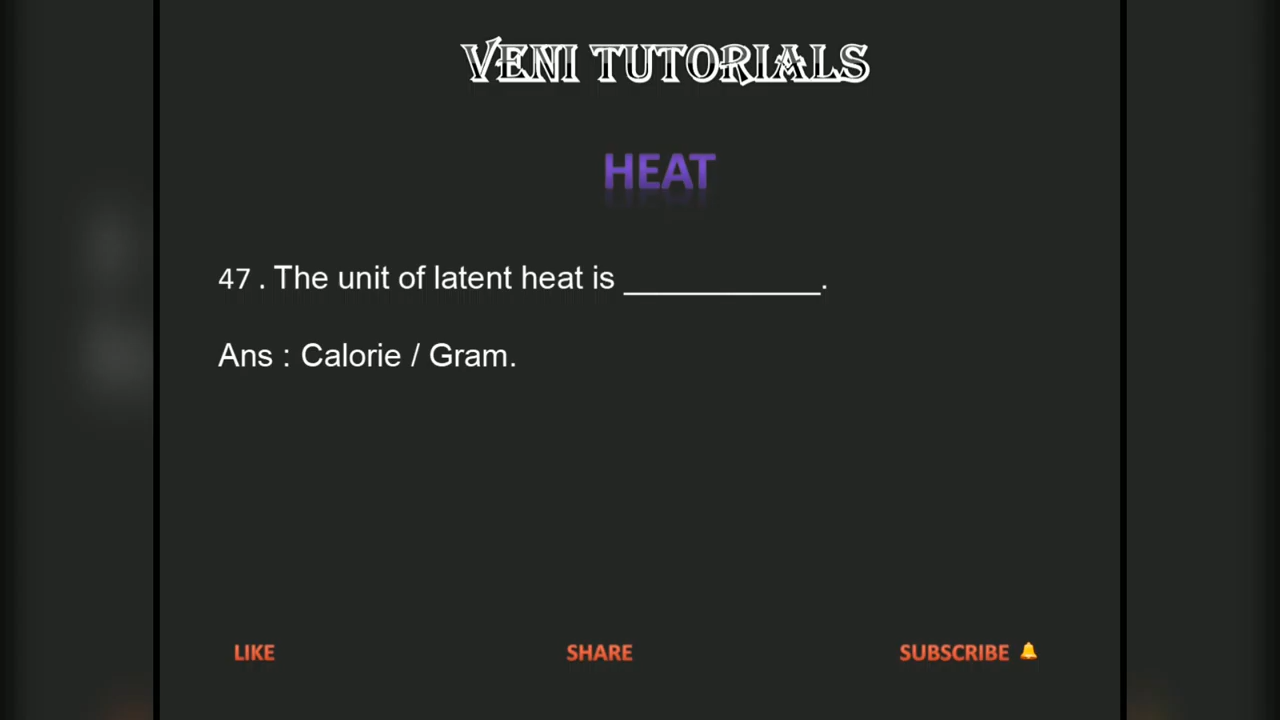 VENI TUTORIALS
HEAT
47 . The unit of latent heat is ___________.
Ans : Calorie / Gram.
LIKE SHARE SUBSCRIBE 🔔